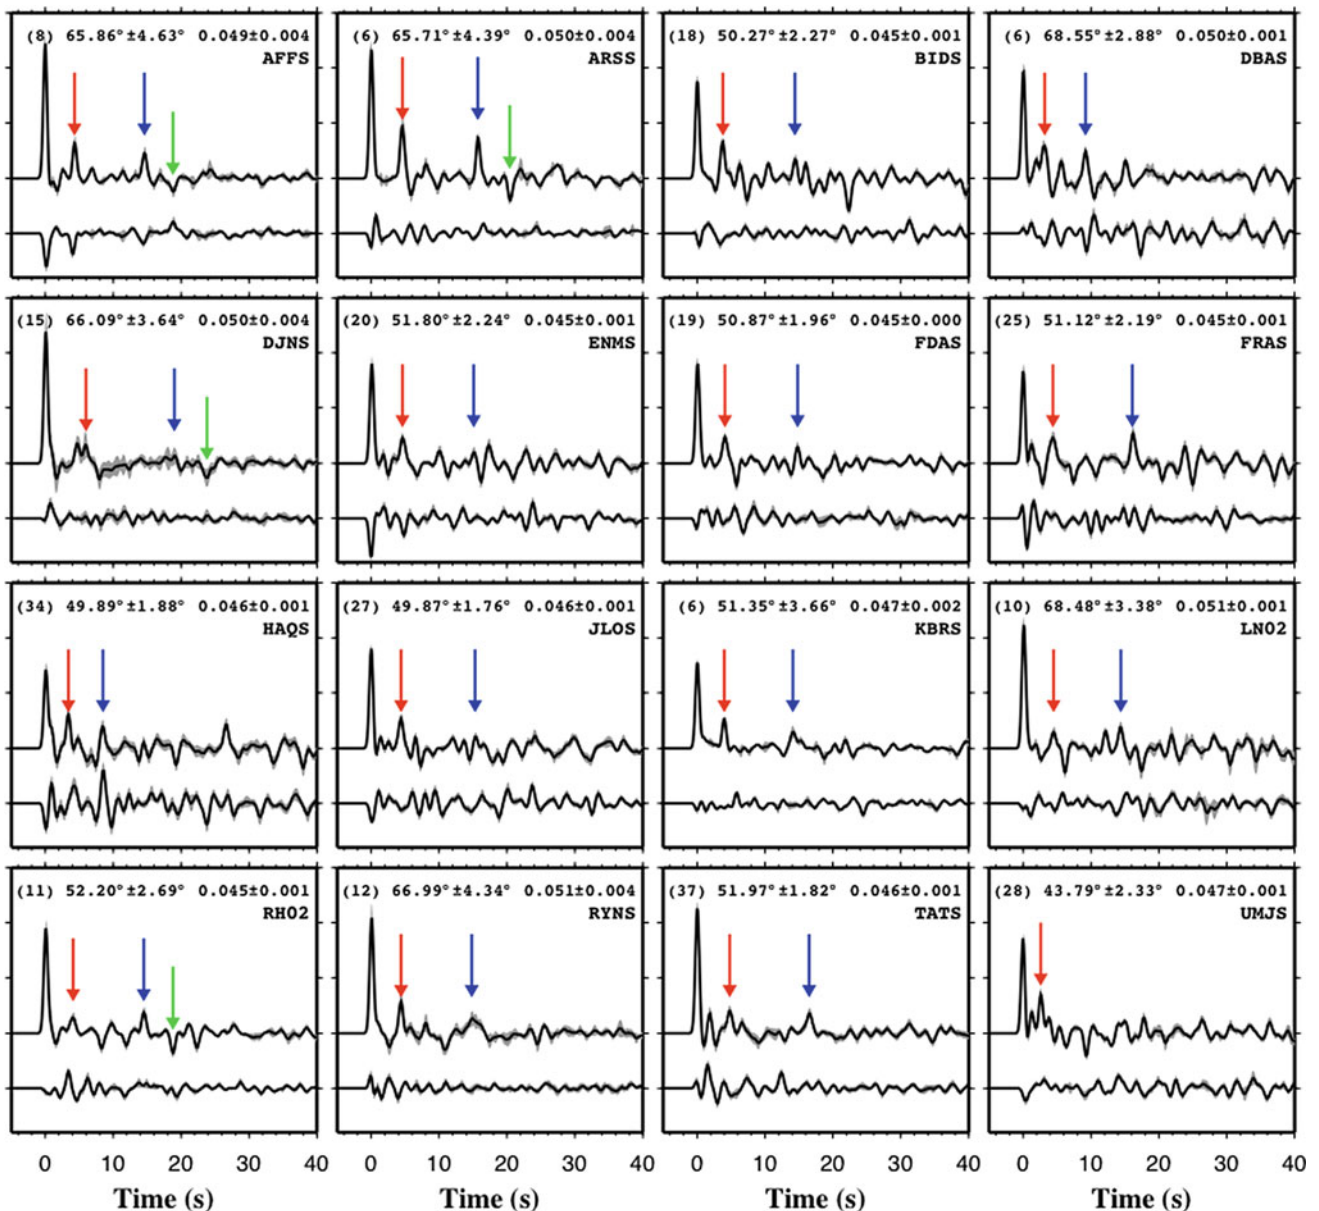 (8) 65.86°±4.63° 0.049±0.004
AFFS
(6) 65.71°±4.39° 0.050±0.004
ARSS
(18) 50.27°±2.27° 0.045±0.001
BIDS
(6) 68.55°±2.88° 0.050±0.001
DBAS
(15) 66.09°±3.64° 0.050±0.004
DJNS
(20) 51.80°±2.24° 0.045±0.001
ENMS
(19) 50.87°±1.96° 0.045±0.000
FDAS
(25) 51.12°±2.19° 0.045±0.001
FRAS
(34) 49.89°±1.88° 0.046±0.001
HAQS
(27) 49.87°±1.76° 0.046±0.001
JLOS
(6) 51.35°±3.66° 0.047±0.002
KBRS
(10) 68.48°±3.38° 0.051±0.001
LNO2
(11) 52.20°±2.69° 0.045±0.001
RHO2
(12) 66.99°±4.34° 0.051±0.004
RYNS
(37) 51.97°±1.82° 0.046±0.001
TATS
(28) 43.79°±2.33° 0.047±0.001
UMJS
0 10 20 30 40
0 10 20 30 40
0 10 20 30 40
0 10 20 30 40
Time (s)
Time (s)
Time (s)
Time (s)